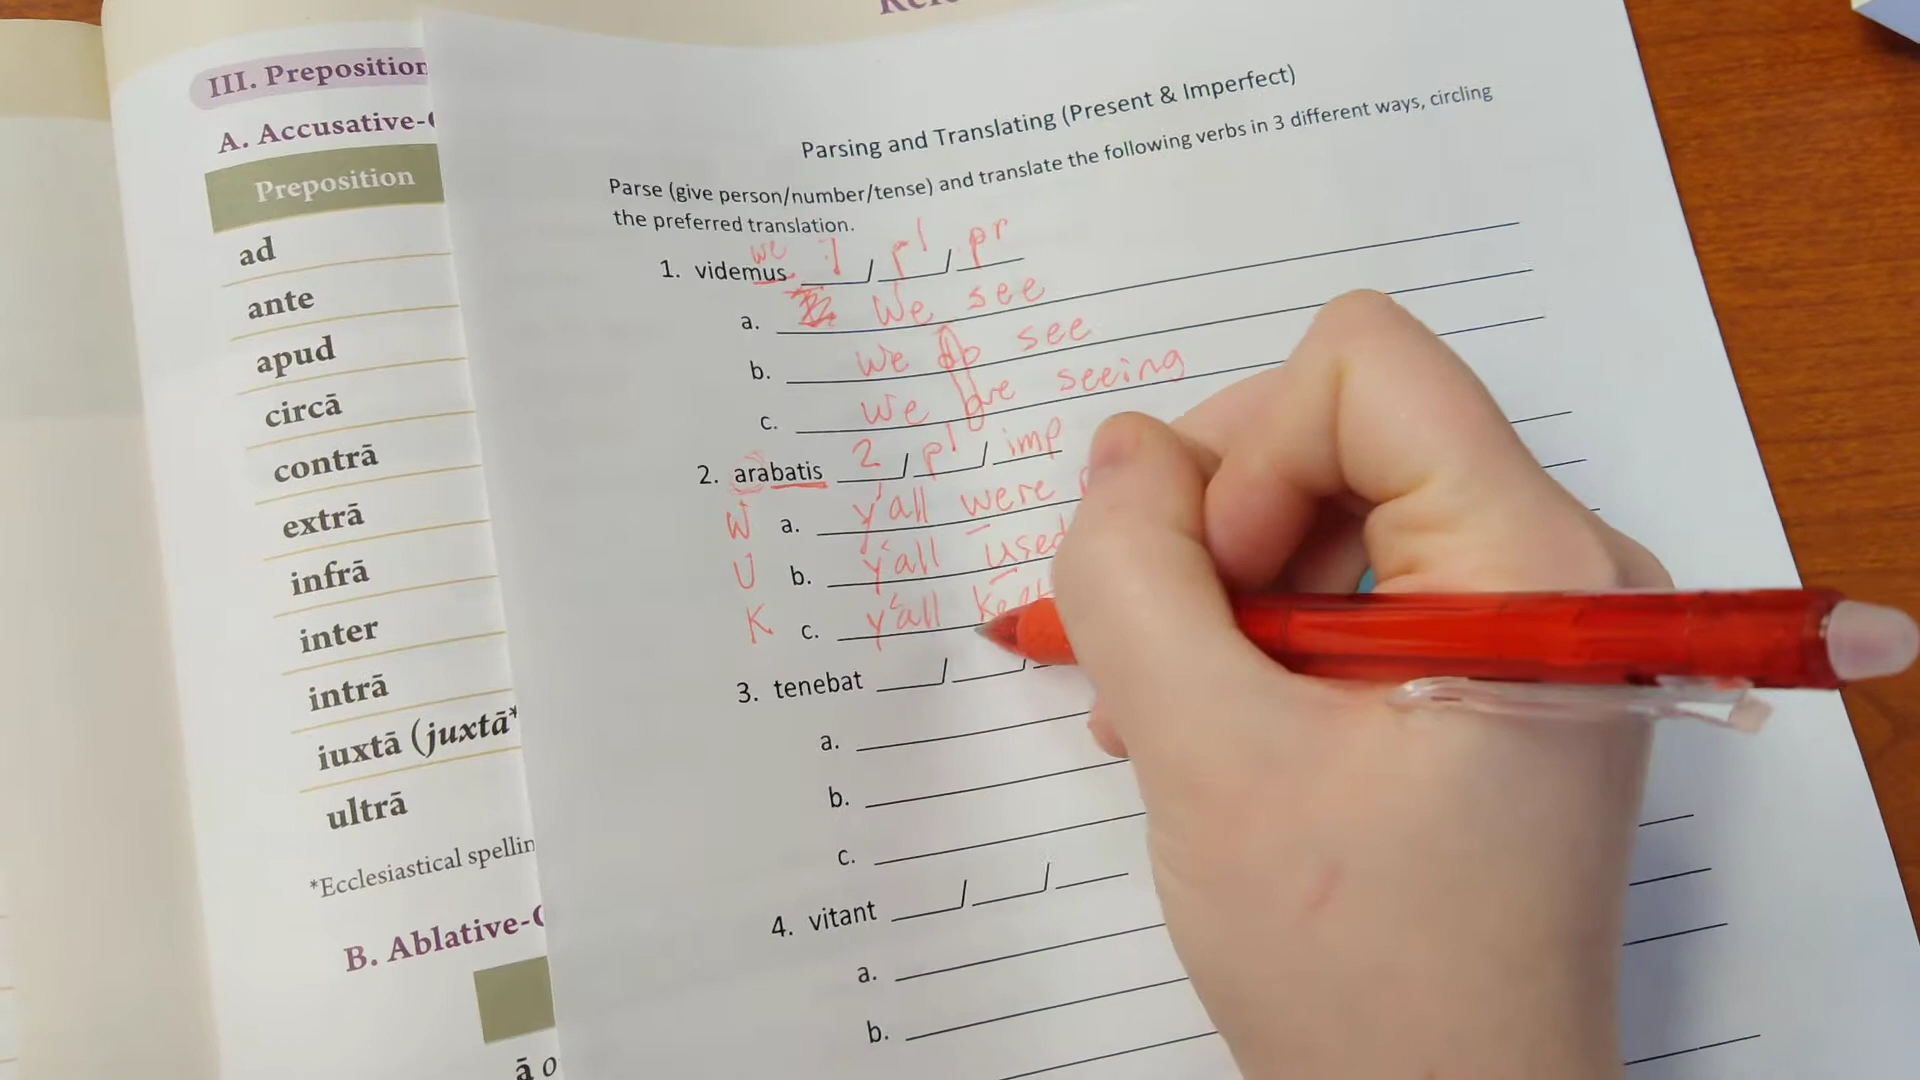 III. Preposition
A. Accusative-
Preposition
ad
ante
apud
circā
contrā
extrā
infrā
inter
intrā
iuxtā (juxtā*
ultrā
*Ecclesiastical spellin
B. Ablative-
ā o
Parsing and Translating (Present & Imperfect)
Parse (give person/number/tense) and translate the following verbs in 3 different ways, circling
the preferred translation.
we
1. videmus 1 / pl / pr
a. We see
b. We do see
c. We are seeing
2. arabatis 2 / pl / imp
W a. y'all were
U b. y'all used
K c. y'all kept
3. tenebat / /
a.
b.
c.
4. vitant / /
a.
b.